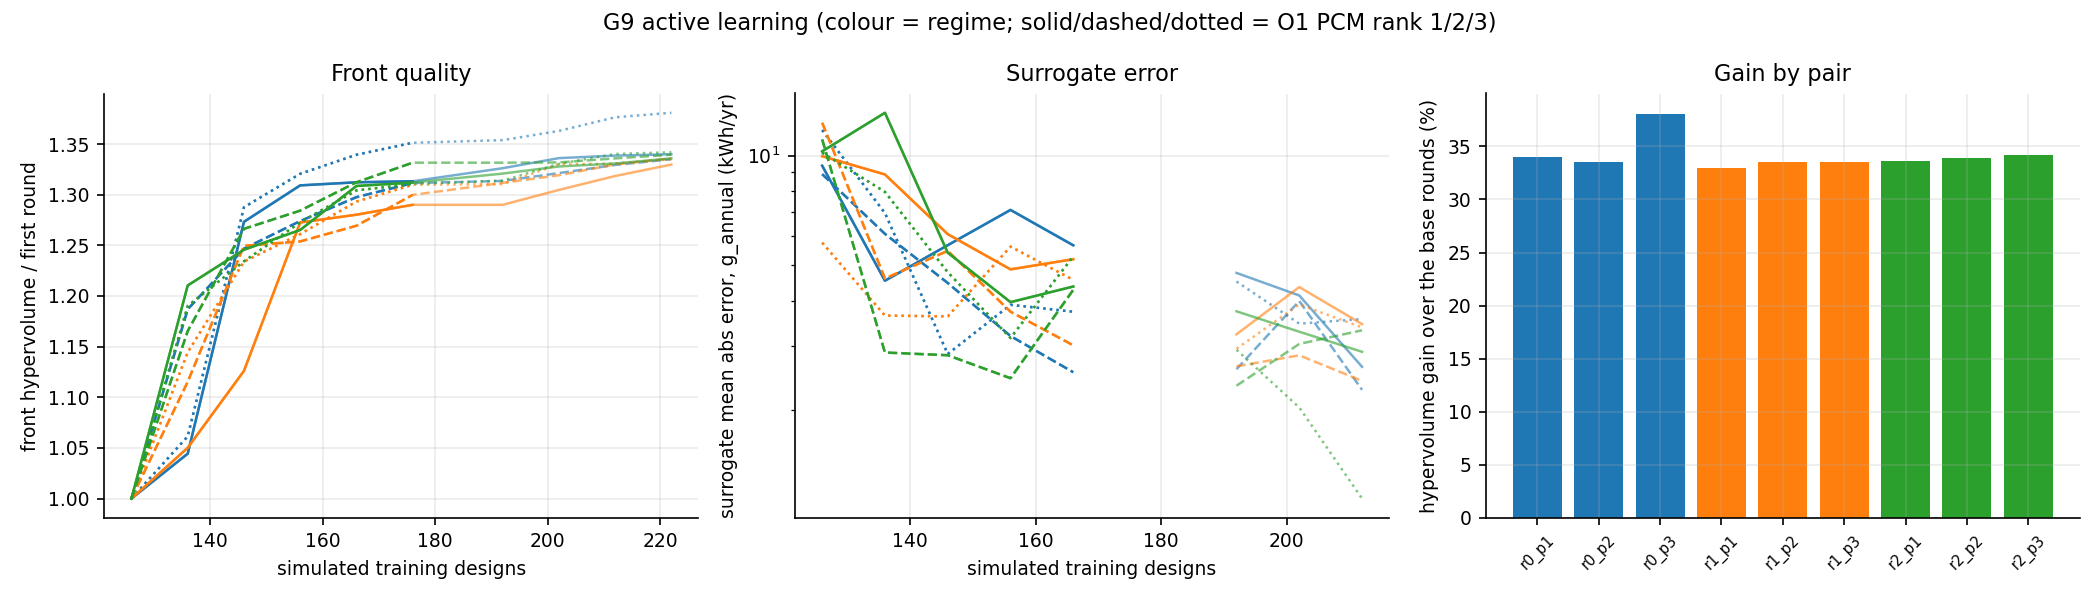 G9 active learning (colour = regime; solid/dashed/dotted = O1 PCM rank 1/2/3)
Front quality
front hypervolume / first round
1.35
1.30
1.25
1.20
1.15
1.10
1.05
1.00
140
160
180
200
220
simulated training designs
Surrogate error
surrogate mean abs error, g_annual (kWh/yr)
10¹
140
160
180
200
simulated training designs
Gain by pair
hypervolume gain over the base rounds (%)
35
30
25
20
15
10
5
0
r0_p1
r0_p2
r0_p3
r1_p1
r1_p2
r1_p3
r2_p1
r2_p2
r2_p3